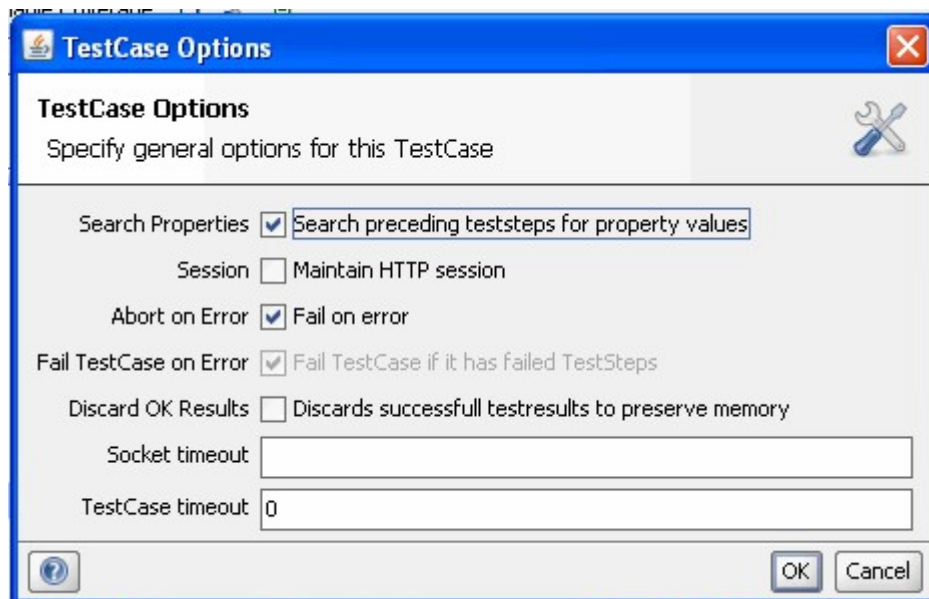 TestCase Options
TestCase Options
Specify general options for this TestCase
Search Properties Search preceding teststeps for property values
Session Maintain HTTP session
Abort on Error Fail on error
Fail TestCase on Error Fail TestCase if it has failed TestSteps
Discard OK Results Discards successfull testresults to preserve memory
Socket timeout
TestCase timeout 0
OK Cancel